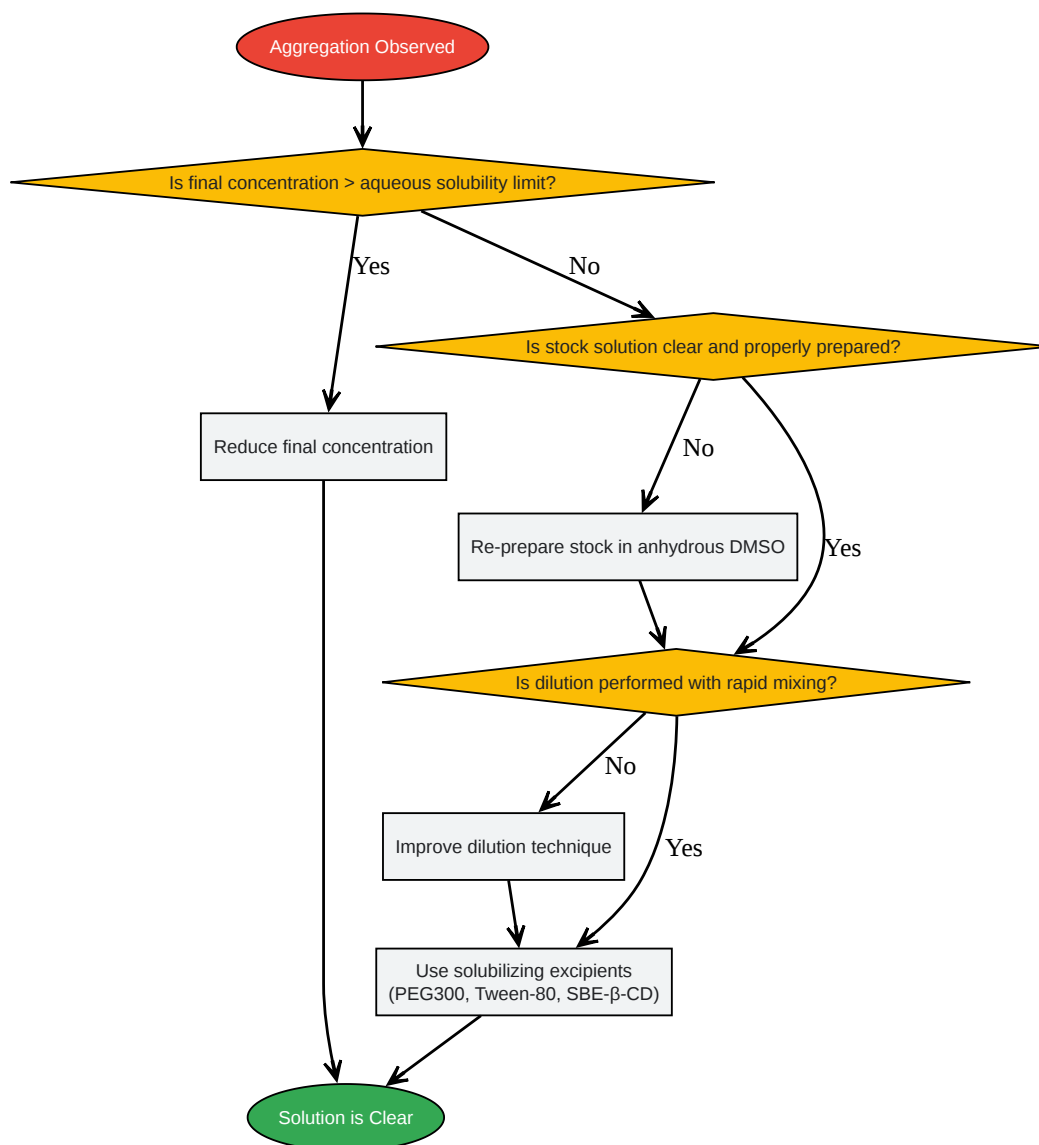 Aggregation Observed
Is final concentration > aqueous solubility limit?
Yes
No
Is stock solution clear and properly prepared?
Reduce final concentration
No
Re-prepare stock in anhydrous DMSO
Yes
Is dilution performed with rapid mixing?
No
Improve dilution technique
Yes
Use solubilizing excipients
(PEG300, Tween-80, SBE-β-CD)
Solution is Clear